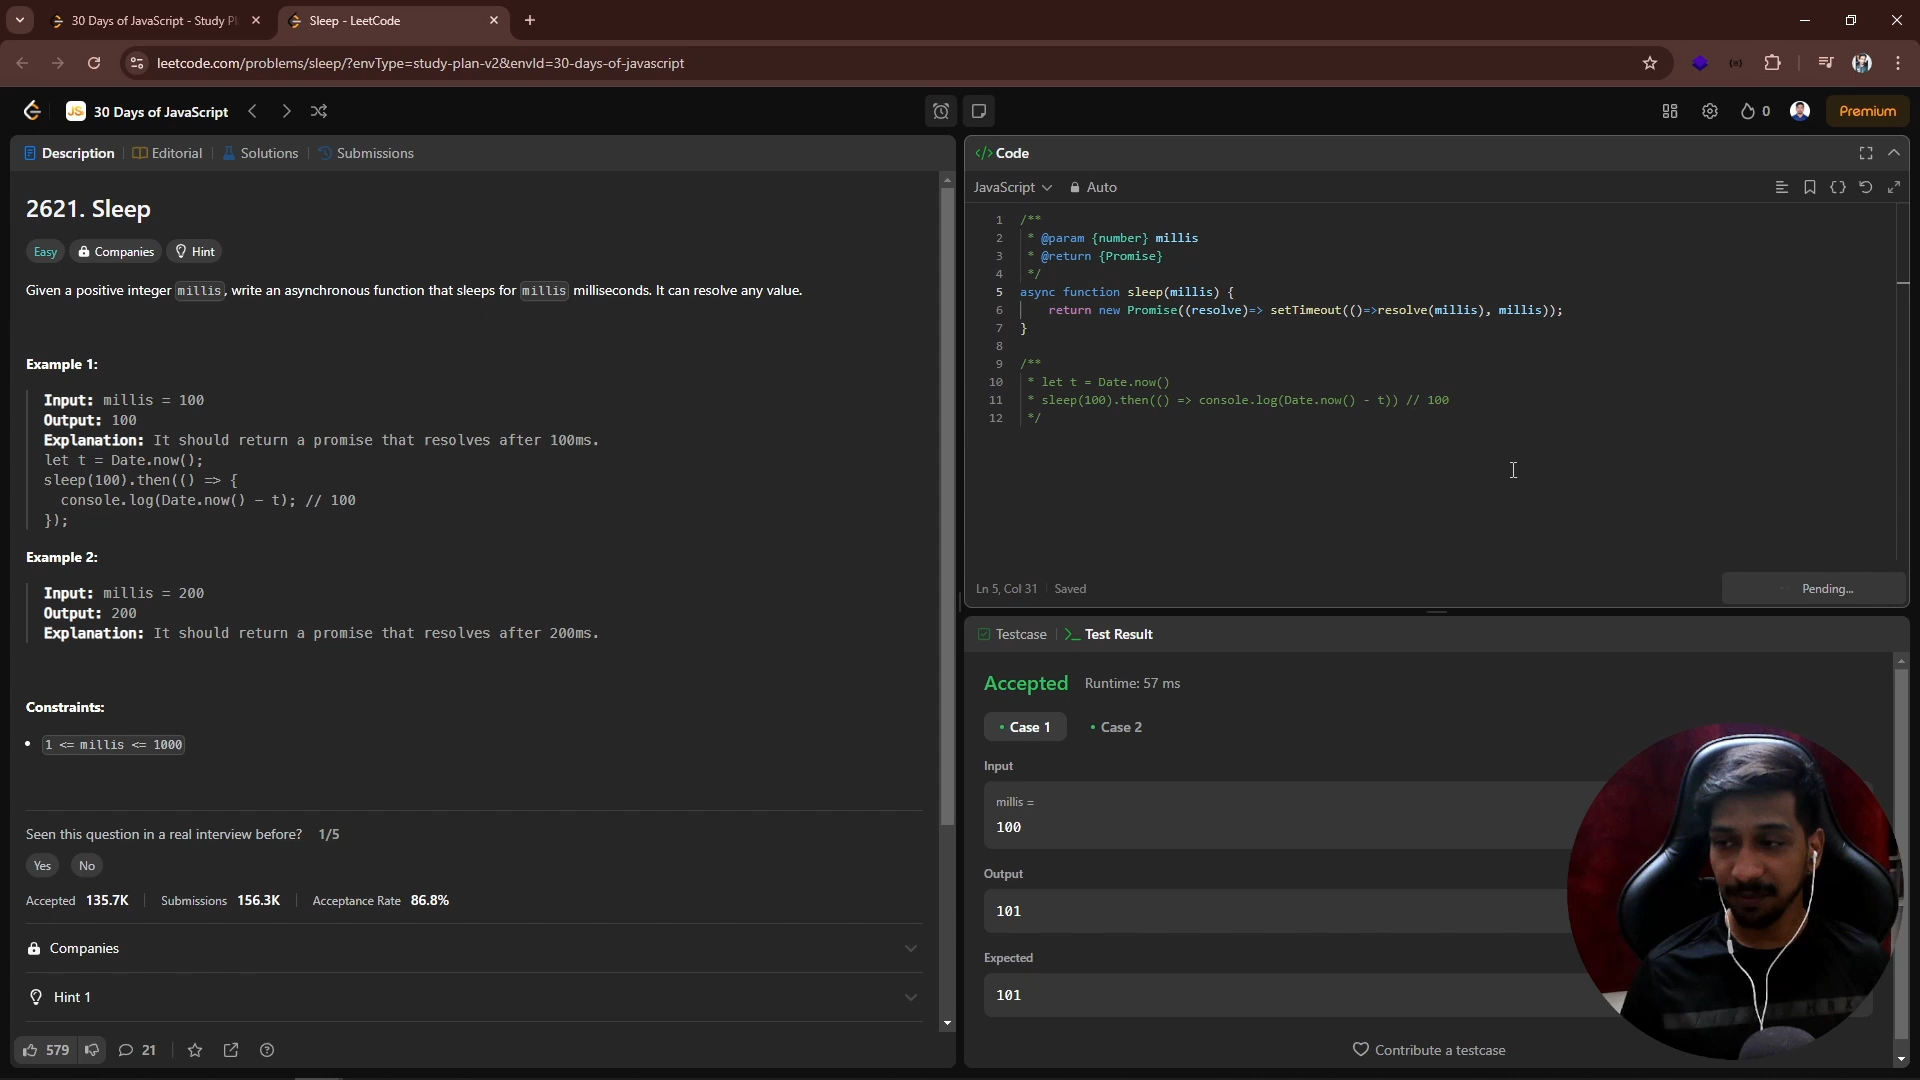 30 Days of JavaScript - Study Pl
Sleep - LeetCode
leetcode.com/problems/sleep/?envType=study-plan-v2&envId=30-days-of-javascript
JS 30 Days of JavaScript
0
Premium
Description
Editorial
Solutions
Submissions
2621. Sleep
Easy
Companies
Hint
Given a positive integer millis, write an asynchronous function that sleeps for millis milliseconds. It can resolve any value.
Example 1:
Input: millis = 100
Output: 100
Explanation: It should return a promise that resolves after 100ms.
let t = Date.now();
sleep(100).then(() => {
console.log(Date.now() - t); // 100
});
Example 2:
Input: millis = 200
Output: 200
Explanation: It should return a promise that resolves after 200ms.
Constraints:
• 1 <= millis <= 1000
Seen this question in a real interview before? 1/5
Yes No
Accepted 135.7K Submissions 156.3K Acceptance Rate 86.8%
Companies
Hint 1
579 21
</> Code
JavaScript Auto
1 /**
2 * @param {number} millis
3 * @return {Promise}
4 */
5 async function sleep(millis) {
6 return new Promise((resolve)=> setTimeout(()=>resolve(millis), millis));
7 }
8
9 /**
10 * let t = Date.now()
11 * sleep(100).then(() => console.log(Date.now() - t)) // 100
12 */
Ln 5, Col 31 Saved
Pending...
Testcase
>_ Test Result
Accepted Runtime: 57 ms
• Case 1 • Case 2
Input
millis =
100
Output
101
Expected
101
Contribute a testcase